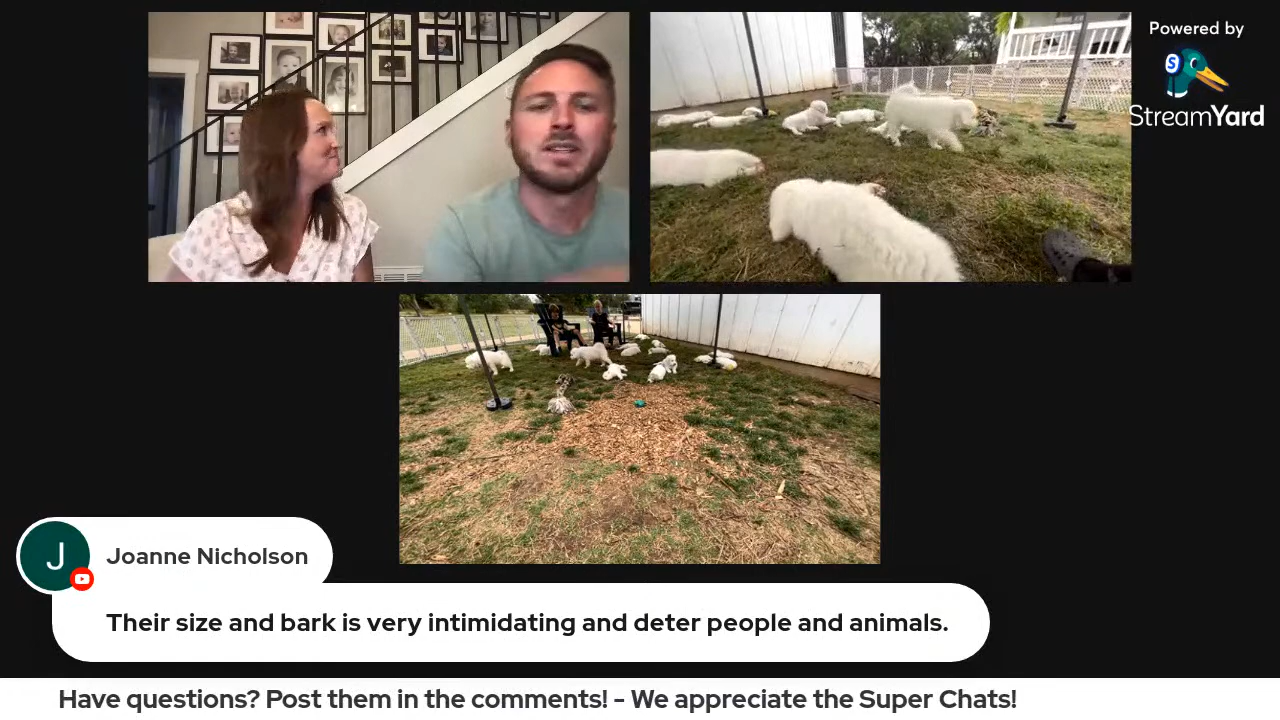 Powered by
S
StreamYard
J
Joanne Nicholson
Their size and bark is very intimidating and deter people and animals.
Have questions? Post them in the comments! - We appreciate the Super Chats!